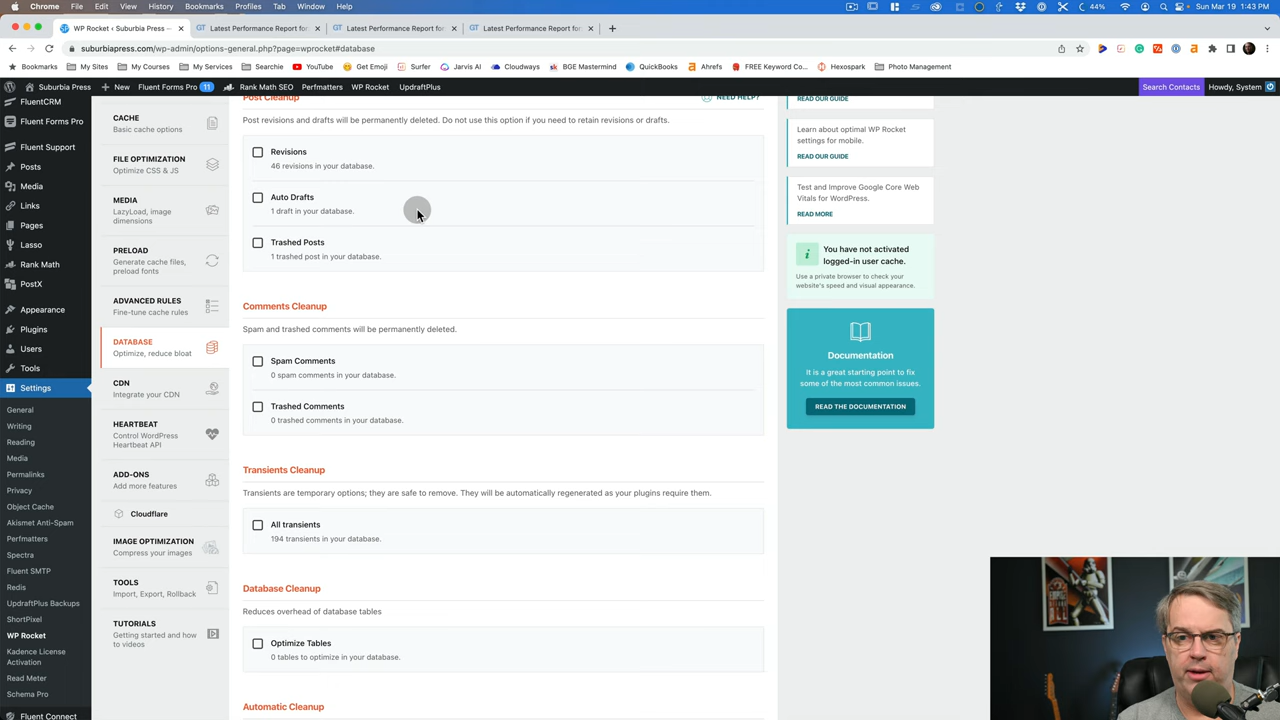 Chrome File Edit View History Bookmarks Profiles Tab Window Help
44% Sun Mar 19 1:43 PM
WP Rocket ‹ Suburbia Press —
Latest Performance Report for
Latest Performance Report for
Latest Performance Report for
suburbiapress.com/wp-admin/options-general.php?page=wprocket#database
Bookmarks My Sites My Courses My Services Searchie YouTube Get Emoji Surfer Jarvis AI Cloudways BGE Mastermind QuickBooks Ahrefs FREE Keyword Co... Hexospark Photo Management
Suburbia Press New Fluent Forms Pro 11 Rank Math SEO Perfmatters WP Rocket UpdraftPlus Search Contacts Howdy, System
FluentCRM
Fluent Forms Pro
Fluent Support
Posts
Media
Links
Pages
Lasso
Rank Math
PostX
Appearance
Plugins
Users
Tools
Settings
General
Writing
Reading
Media
Permalinks
Privacy
Object Cache
Akismet Anti-Spam
Perfmatters
Spectra
Fluent SMTP
Redis
UpdraftPlus Backups
ShortPixel
WP Rocket
Kadence License
Activation
Read Meter
Schema Pro
Fluent Connect
CACHE
Basic cache options
FILE OPTIMIZATION
Optimize CSS & JS
MEDIA
LazyLoad, image
dimensions
PRELOAD
Generate cache files,
preload fonts
ADVANCED RULES
Fine-tune cache rules
DATABASE
Optimize, reduce bloat
CDN
Integrate your CDN
HEARTBEAT
Control WordPress
Heartbeat API
ADD-ONS
Add more features
Cloudflare
IMAGE OPTIMIZATION
Compress your images
TOOLS
Import, Export, Rollback
TUTORIALS
Getting started and how
to videos
Post Cleanup
NEED HELP?
Post revisions and drafts will be permanently deleted. Do not use this option if you need to retain revisions or drafts.
Revisions
46 revisions in your database.
Auto Drafts
1 draft in your database.
Trashed Posts
1 trashed post in your database.
Comments Cleanup
Spam and trashed comments will be permanently deleted.
Spam Comments
0 spam comments in your database.
Trashed Comments
0 trashed comments in your database.
Transients Cleanup
Transients are temporary options; they are safe to remove. They will be automatically regenerated as your plugins require them.
All transients
194 transients in your database.
Database Cleanup
Reduces overhead of database tables
Optimize Tables
0 tables to optimize in your database.
Automatic Cleanup
READ OUR GUIDE
Learn about optimal WP Rocket
settings for mobile.
READ OUR GUIDE
Test and Improve Google Core Web
Vitals for WordPress.
READ MORE
You have not activated
logged-in user cache.
Use a private browser to check your
website's speed and visual appearance.
Documentation
It is a great starting point to fix
some of the most common issues.
READ THE DOCUMENTATION